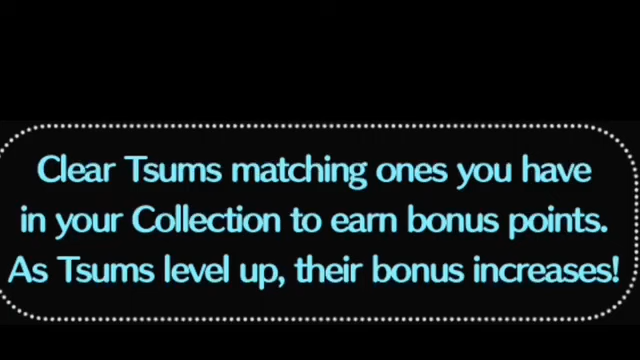 Clear Tsums matching ones you have
in your Collection to earn bonus points.
As Tsums level up, their bonus increases!